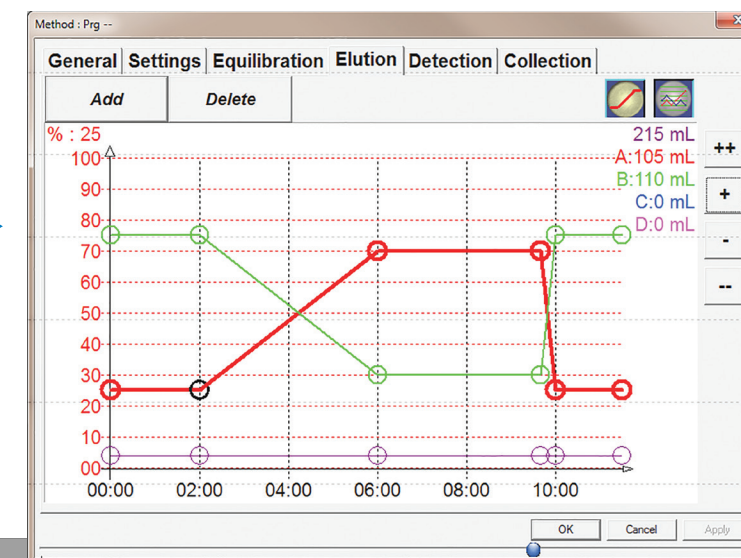 Method : Prg --
General Settings Equilibration Elution Detection Collection
Add Delete
% : 25
215 mL
A:105 mL
B:110 mL
C:0 mL
D:0 mL
100
90
80
70
60
50
40
30
20
10
00
00:00 02:00 04:00 06:00 08:00 10:00
++
+
-
--
OK Cancel Apply